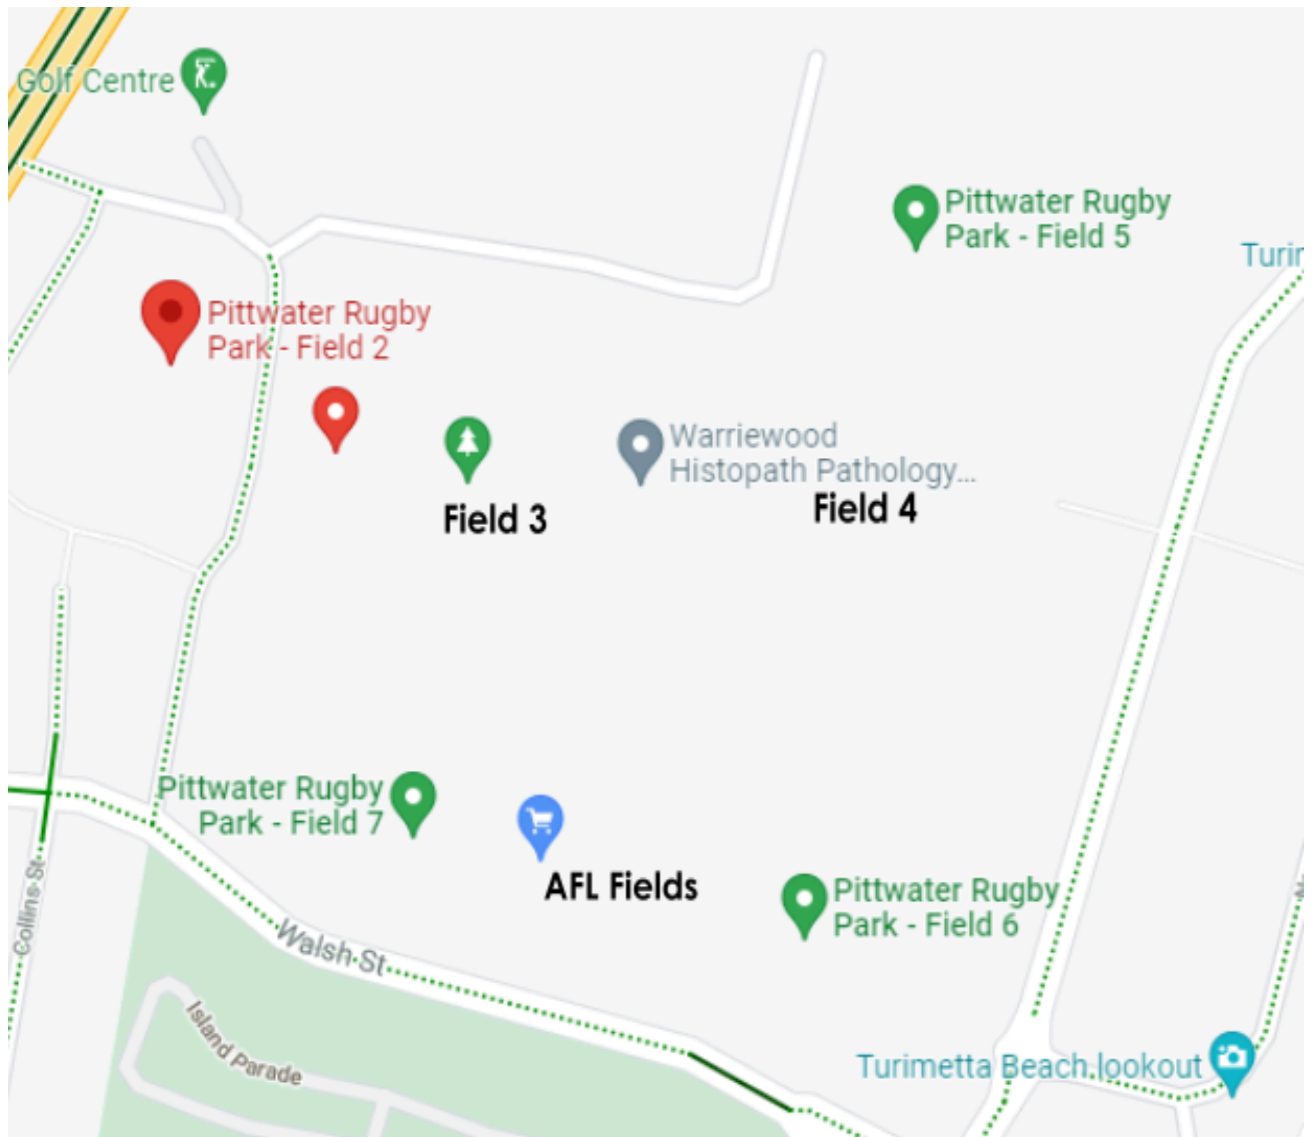 Golf Centre
Pittwater Rugby
Park - Field 5
Pittwater Rugby
Park - Field 2
Warriewood
Histopath Pathology...
Field 3
Field 4
Pittwater Rugby
Park - Field 7
AFL Fields
Pittwater Rugby
Park - Field 6
Collins St
Walsh St
Island Parade
Turimetta Beach lookout